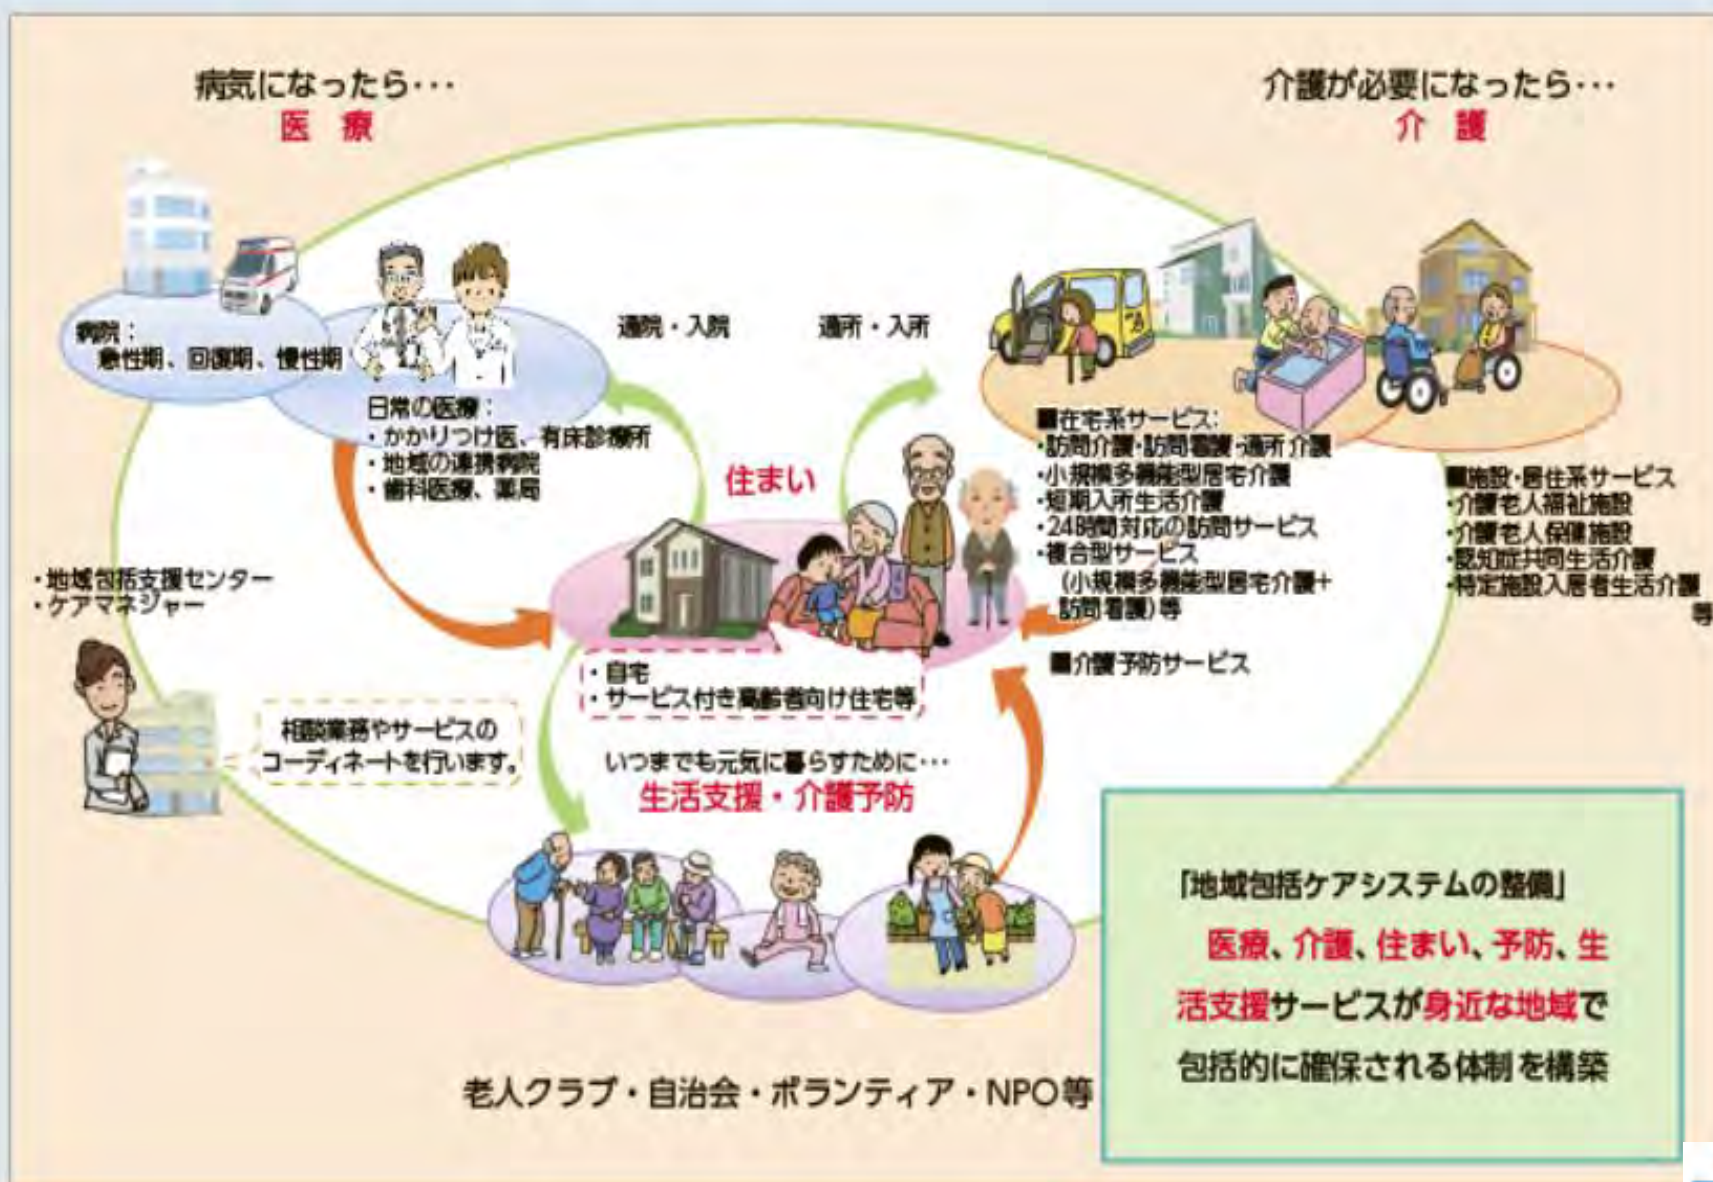 病気になったら…
医　療
介護が必要になったら…
介　護
病院：
急性期、回復期、慢性期
日常の医療：
・かかりつけ医、有床診療所
・地域の連携病院
・歯科医療、薬局
通院・入院
通所・入所
住まい
■在宅系サービス：
・訪問介護・訪問看護・通所介護
・小規模多機能型居宅介護
・短期入所生活介護
・24時間対応の訪問サービス
・複合型サービス
（小規模多機能型居宅介護＋
訪問看護）等
■介護予防サービス
■施設・居住系サービス
・介護老人福祉施設
・介護老人保健施設
・認知症共同生活介護
・特定施設入居者生活介護
等
・地域包括支援センター
・ケアマネジャー
相談業務やサービスの
コーディネートを行います。
・自宅
・サービス付き高齢者向け住宅等
いつまでも元気に暮らすために…
生活支援・介護予防
老人クラブ・自治会・ボランティア・NPO等
「地域包括ケアシステムの整備」
医療、介護、住まい、予防、生
活支援サービスが身近な地域で
包括的に確保される体制を構築